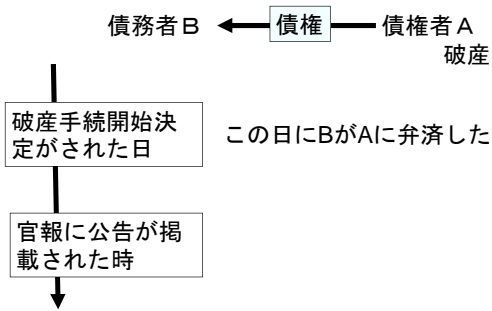 債務者Ｂ
債権
債権者Ａ
破産
破産手続開始決
定がされた日
この日にBがAに弁済した
官報に公告が掲
載された時